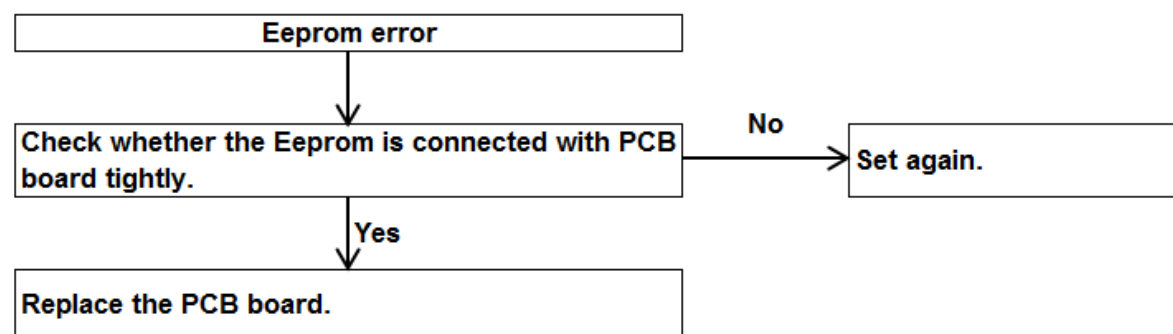 Eeprom error
Check whether the Eeprom is connected with PCB
board tightly.
No
Set again.
Yes
Replace the PCB board.